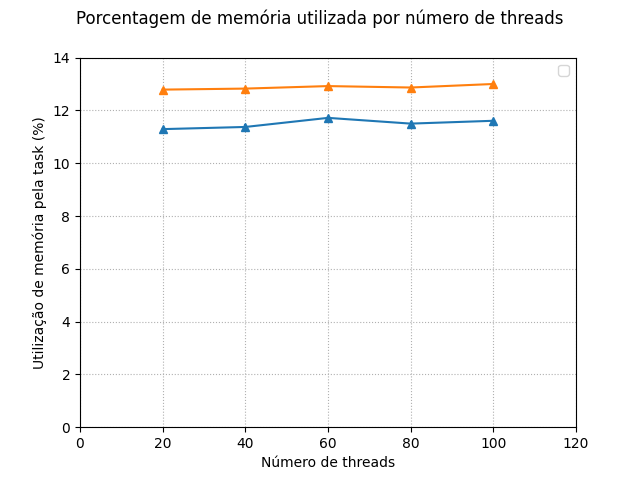 Porcentagem de memória utilizada por número de threads
Utilização de memória pela task (%)
14
12
10
8
6
4
2
0
0 20 40 60 80 100 120
Número de threads